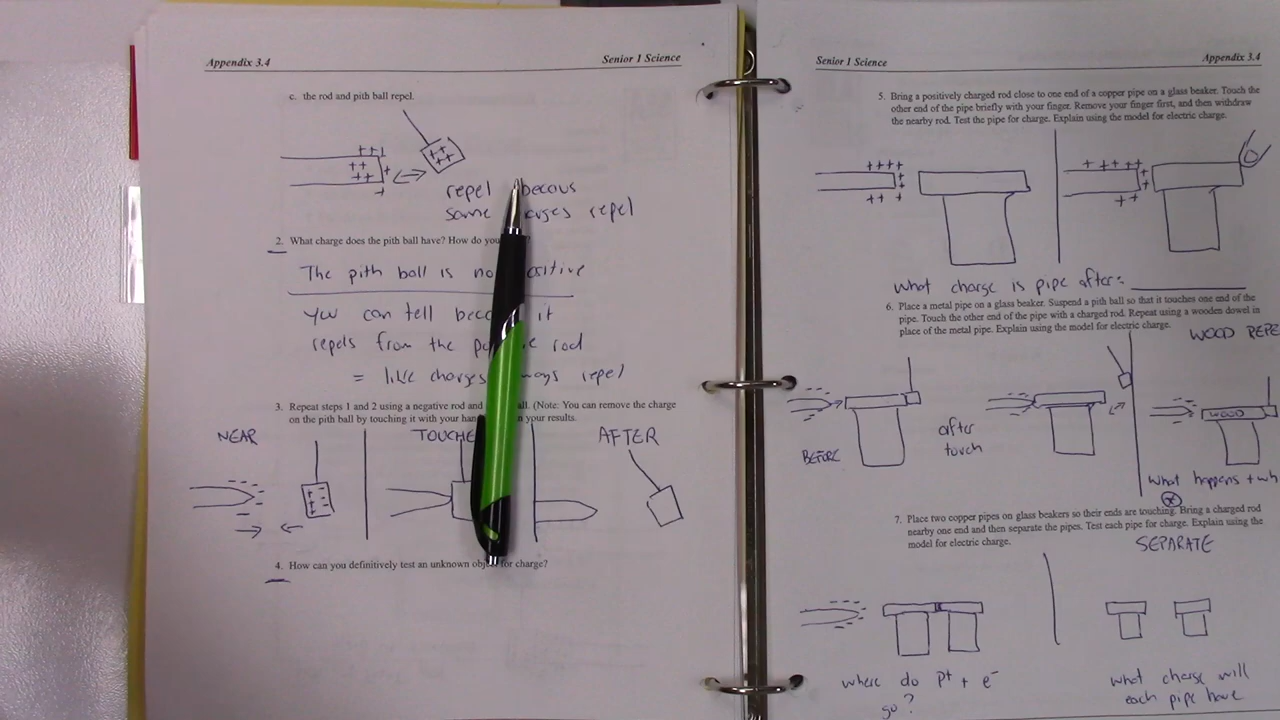 Appendix 3.4
Senior 1 Science
c. the rod and pith ball repel.
repel becaus
same rges repel
2. What charge does the pith ball have? How do you
The pith ball is no sitive
You can tell beca it
repels from the po e rod
= like charges ways repel
3. Repeat steps 1 and 2 using a negative rod and all. (Note: You can remove the charge
on the pith ball by touching it with your han n your results.
NEAR
TOUCHE
AFTER
4. How can you definitively test an unknown object for charge?
Senior 1 Science
Appendix 3.4
5. Bring a positively charged rod close to one end of a copper pipe on a glass beaker. Touch the
other end of the pipe briefly with your finger. Remove your finger first, and then withdraw
the nearby rod. Test the pipe for charge. Explain using the model for electric charge.
What charge is pipe after:
6. Place a metal pipe on a glass beaker. Suspend a pith ball so that it touches one end of the
pipe. Touch the other end of the pipe with a charged rod. Repeat using a wooden dowel in
place of the metal pipe. Explain using the model for electric charge.
WOOD REPE
BEFORE
after
touch
WOOD
What happens + wh
7. Place two copper pipes on glass beakers so their ends are touching. Bring a charged rod
nearby one end and then separate the pipes. Test each pipe for charge. Explain using the
model for electric charge.
SEPARATE
where do p+ + e-
go?
what charge will
each pipe have